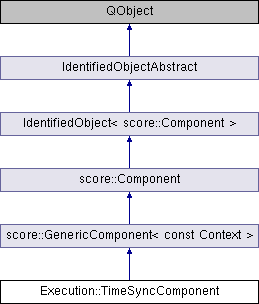 QObject
IdentifiedObjectAbstract
IdentifiedObject< score::Component >
score::Component
score::GenericComponent< const Context >
Execution::TimeSyncComponent